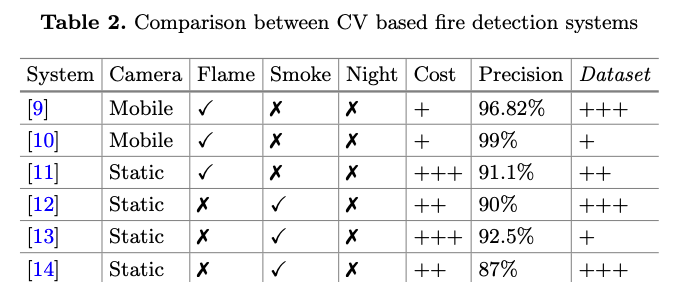 Table 2. Comparison between CV based fire detection systems
System Camera Flame Smoke Night Cost Precision Dataset
[9] Mobile ✓ ✗ ✗ + 96.82% +++
[10] Mobile ✓ ✗ ✗ + 99% +
[11] Static ✓ ✗ ✗ +++ 91.1% ++
[12] Static ✗ ✓ ✗ ++ 90% +++
[13] Static ✗ ✓ ✗ +++ 92.5% +
[14] Static ✗ ✓ ✗ ++ 87% +++